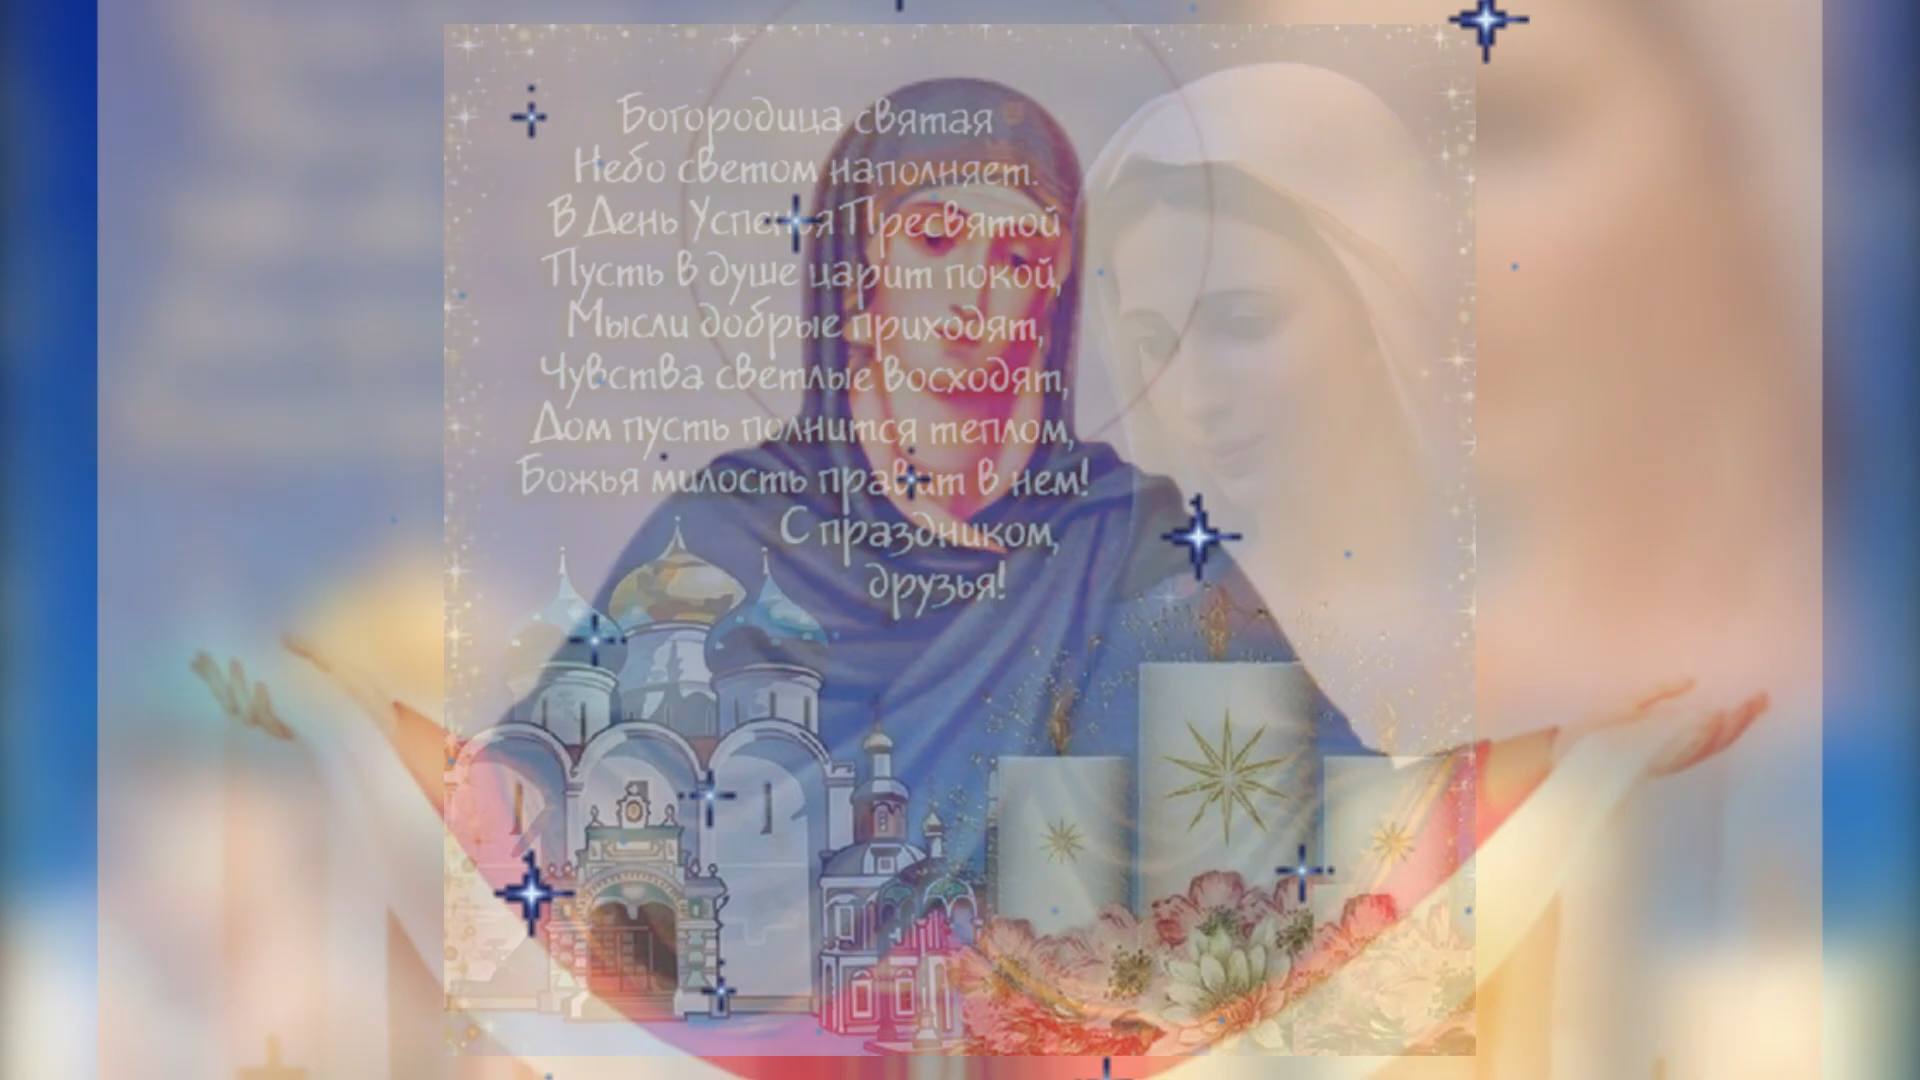 Богородица святая
Небо светом наполняет.
В День Успенья Пресвятой
Пусть в душе царит покой,
Мысли добрые приходят,
Чувства светлые восходят,
Дом пусть полнится теплом,
Божья милость правит в нем!
С праздником,
друзья!